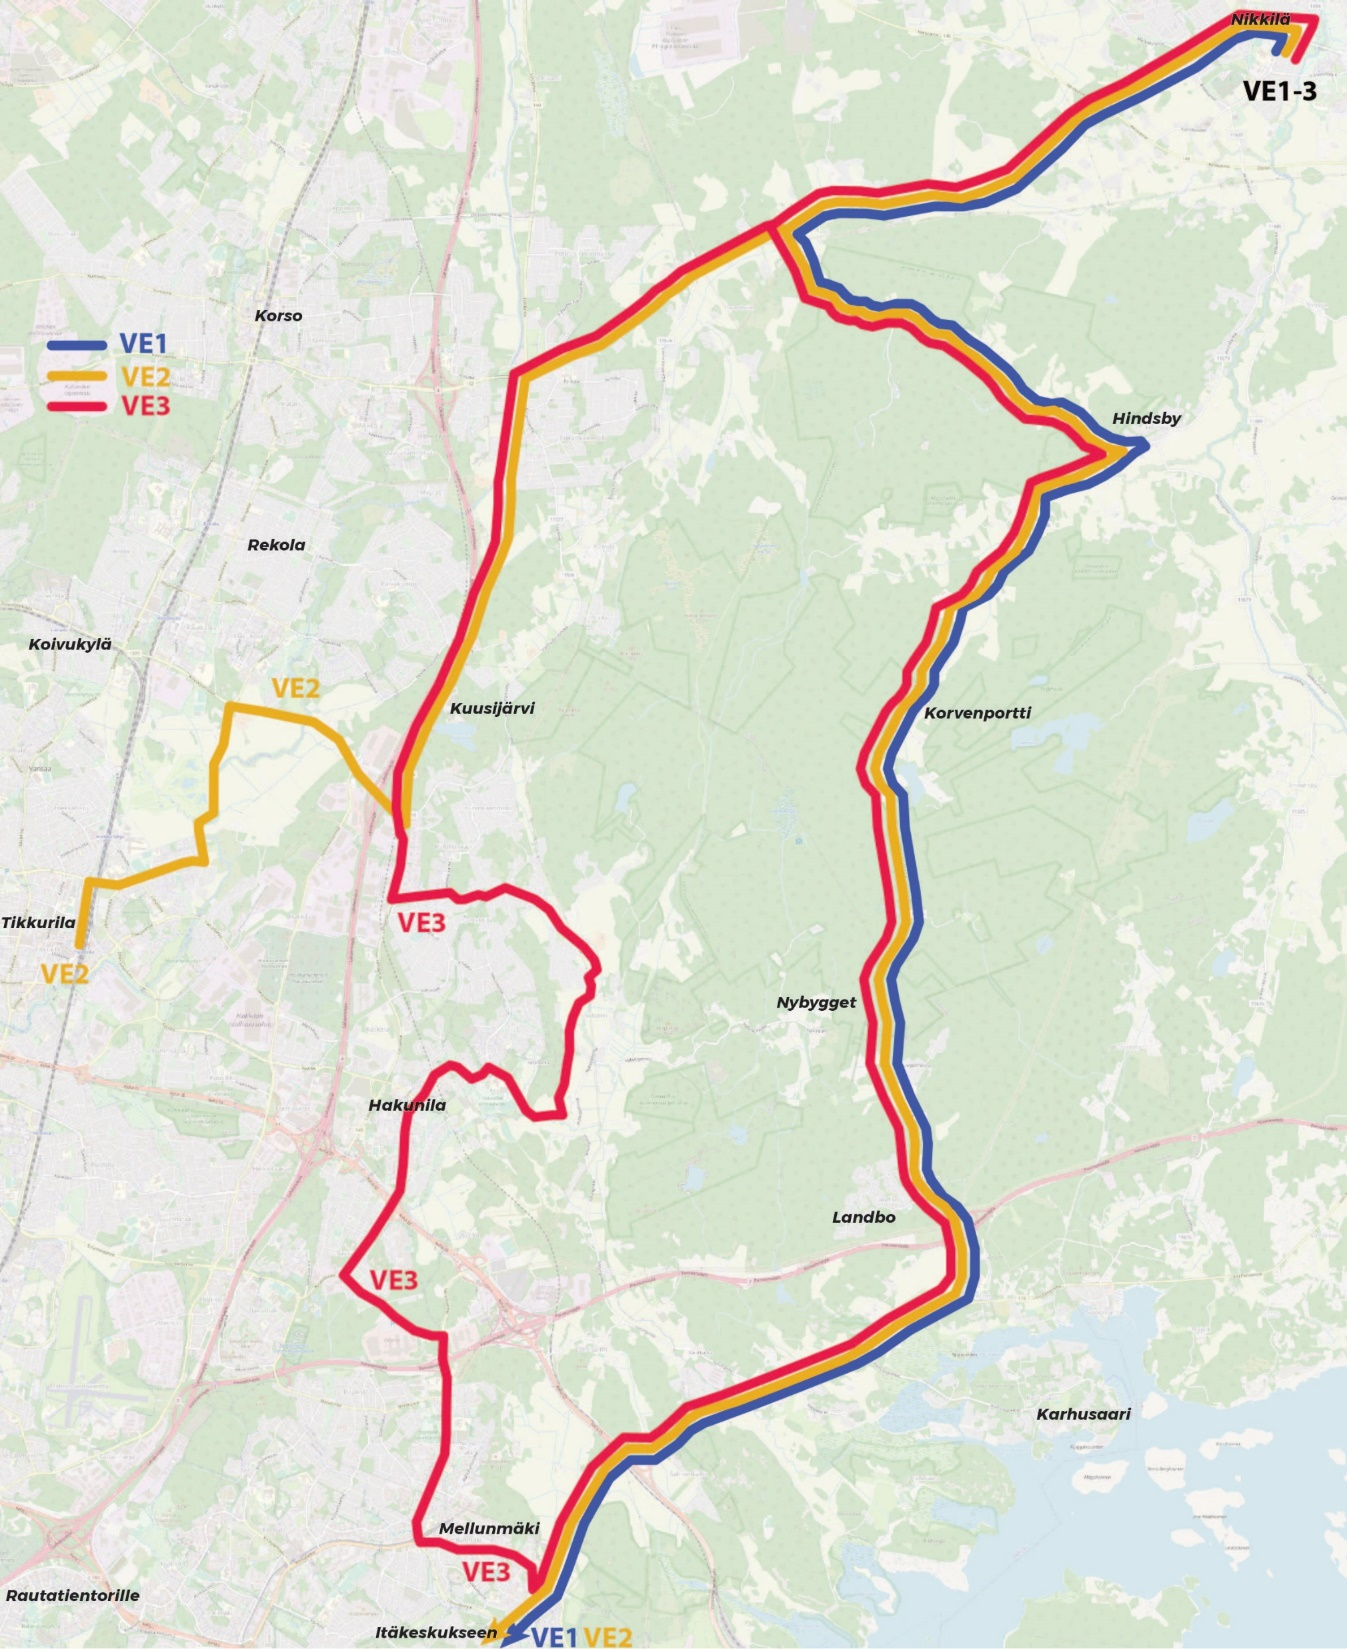 Nikkilä
VE1-3
Korso
VE1
VE2
VE3
Hindsby
Rekola
Koivukylä
VE2
Kuusijärvi
Korvenportti
Tikkurila
VE3
VE2
Nybygget
Hakunila
Landbo
VE3
Karhusaari
Mellunmäki
VE3
Rautatientorille
Itäkeskukseen
VE1 VE2